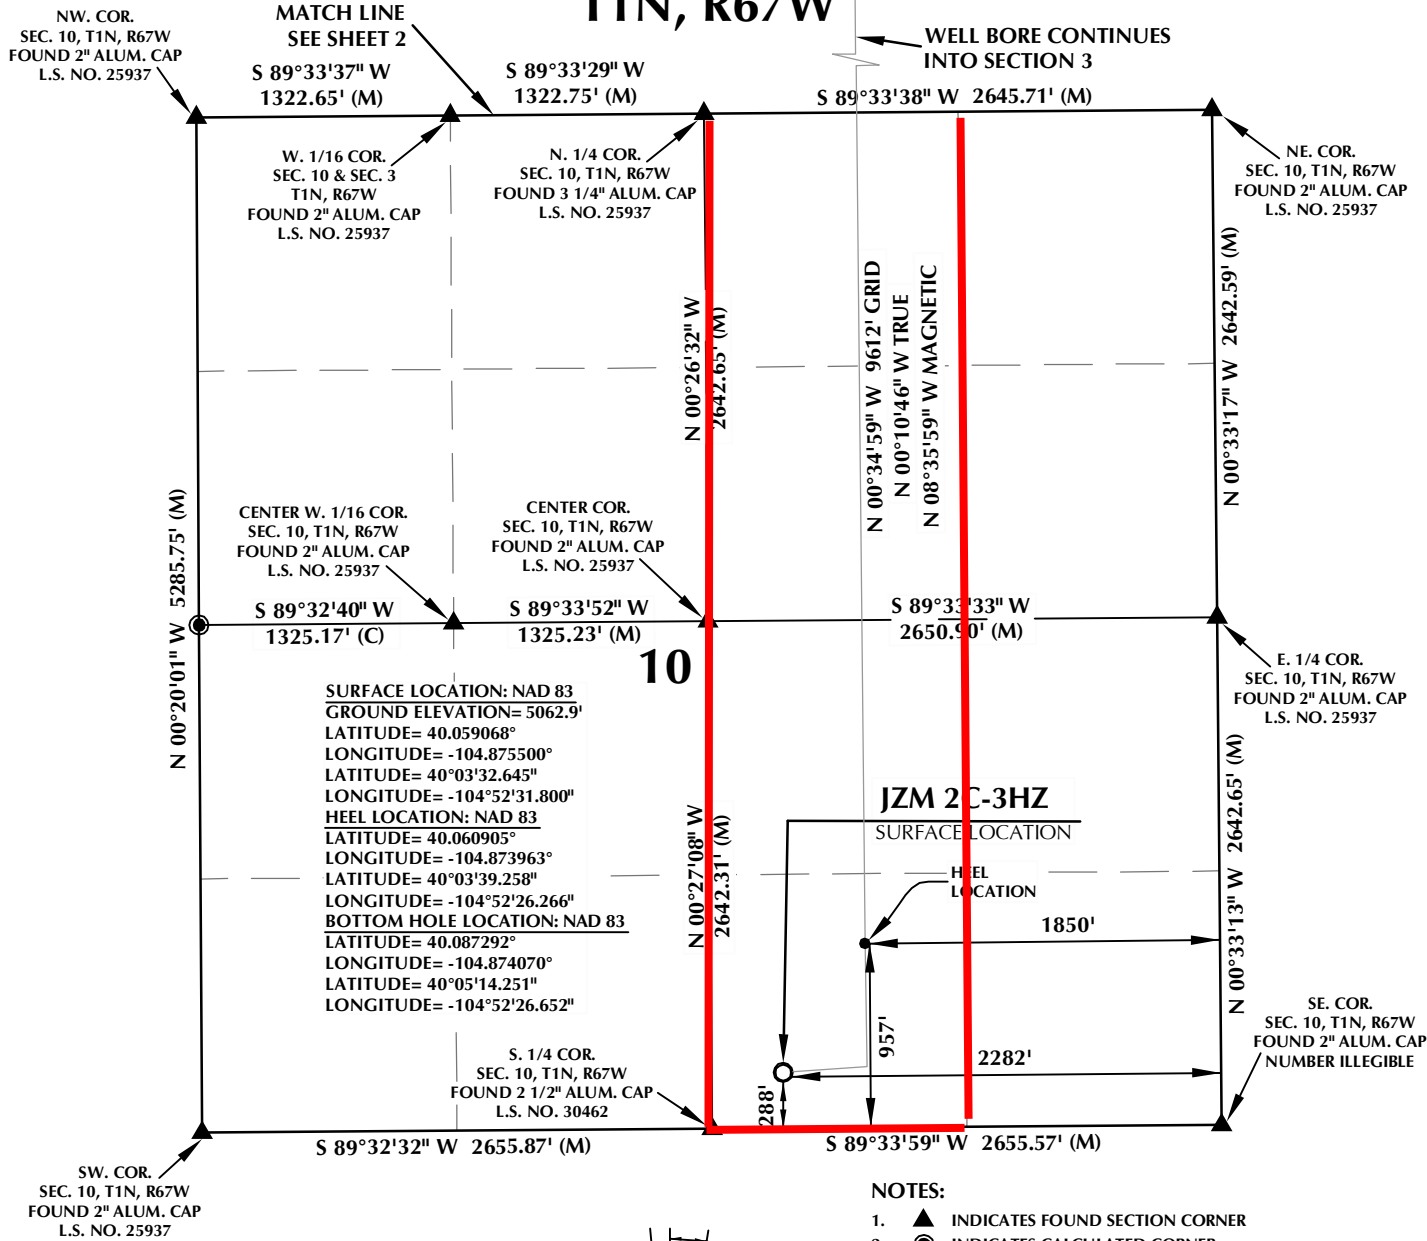 T1N, R67W
NW. COR.
SEC. 10, T1N, R67W
FOUND 2" ALUM. CAP
L.S. NO. 25937
MATCH LINE
SEE SHEET 2
WELL BORE CONTINUES
INTO SECTION 3
S 89°33'37" W
1322.65' (M)
S 89°33'29" W
1322.75' (M)
S 89°33'38" W 2645.71' (M)
W. 1/16 COR.
SEC. 10 & SEC. 3
T1N, R67W
FOUND 2" ALUM. CAP
L.S. NO. 25937
N. 1/4 COR.
SEC. 10, T1N, R67W
FOUND 3 1/4" ALUM. CAP
L.S. NO. 25937
NE. COR.
SEC. 10, T1N, R67W
FOUND 2" ALUM. CAP
L.S. NO. 25937
N 00°26'32" W
2642.65' (M)
N 00°34'59" W 9612' GRID
N 00°10'46" W TRUE
N 08°35'59" W MAGNETIC
N 00°33'17" W 2642.59' (M)
N 00°20'01" W 5285.75' (M)
CENTER W. 1/16 COR.
SEC. 10, T1N, R67W
FOUND 2" ALUM. CAP
L.S. NO. 25937
CENTER COR.
SEC. 10, T1N, R67W
FOUND 2" ALUM. CAP
L.S. NO. 25937
S 89°32'40" W
1325.17' (C)
S 89°33'52" W
1325.23' (M)
S 89°33'33" W
2650.90' (M)
10
E. 1/4 COR.
SEC. 10, T1N, R67W
FOUND 2" ALUM. CAP
L.S. NO. 25937
SURFACE LOCATION: NAD 83
GROUND ELEVATION= 5062.9'
LATITUDE= 40.059068°
LONGITUDE= -104.875500°
LATITUDE= 40°03'32.645"
LONGITUDE= -104°52'31.800"
HEEL LOCATION: NAD 83
LATITUDE= 40.060905°
LONGITUDE= -104.873963°
LATITUDE= 40°03'39.258"
LONGITUDE= -104°52'26.266"
BOTTOM HOLE LOCATION: NAD 83
LATITUDE= 40.087292°
LONGITUDE= -104.874070°
LATITUDE= 40°05'14.251"
LONGITUDE= -104°52'26.652"
N 00°27'08" W
2642.31' (M)
JZM 2C-3HZ
SURFACE LOCATION
HEEL
LOCATION
1850'
N 00°33'13" W 2642.65' (M)
957'
2282'
288'
S. 1/4 COR.
SEC. 10, T1N, R67W
FOUND 2 1/2" ALUM. CAP
L.S. NO. 30462
SE. COR.
SEC. 10, T1N, R67W
FOUND 2" ALUM. CAP
NUMBER ILLEGIBLE
S 89°32'32" W 2655.87' (M)
S 89°33'59" W 2655.57' (M)
SW. COR.
SEC. 10, T1N, R67W
FOUND 2" ALUM. CAP
L.S. NO. 25937
NOTES:
1. INDICATES FOUND SECTION CORNER
2. INDICATES CALCULATED CORNER